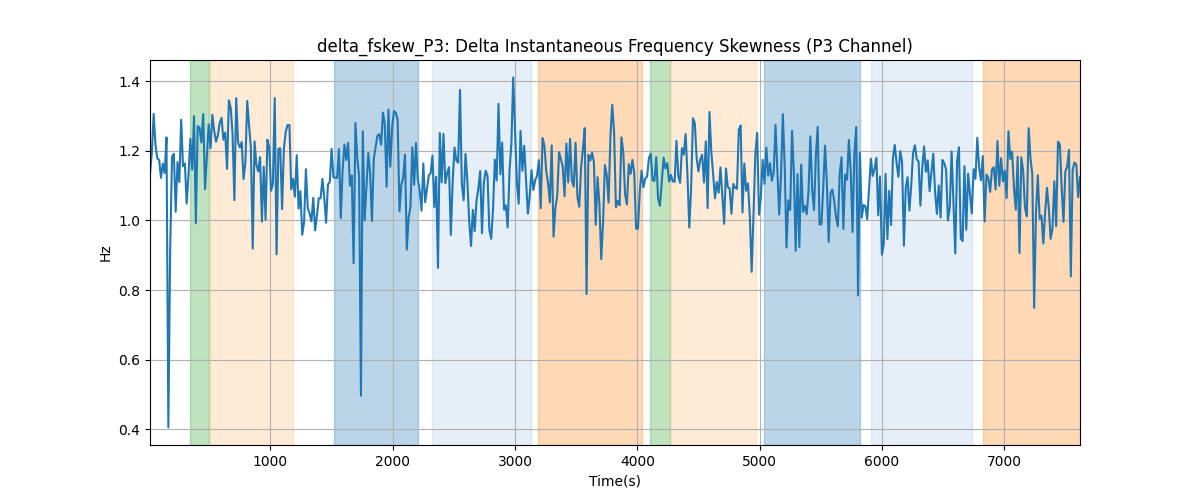 delta_fskew_P3: Delta Instantaneous Frequency Skewness (P3 Channel)
1.4
1.2
1.0
0.8
0.6
0.4
Hz
1000 2000 3000 4000 5000 6000 7000
Time(s)